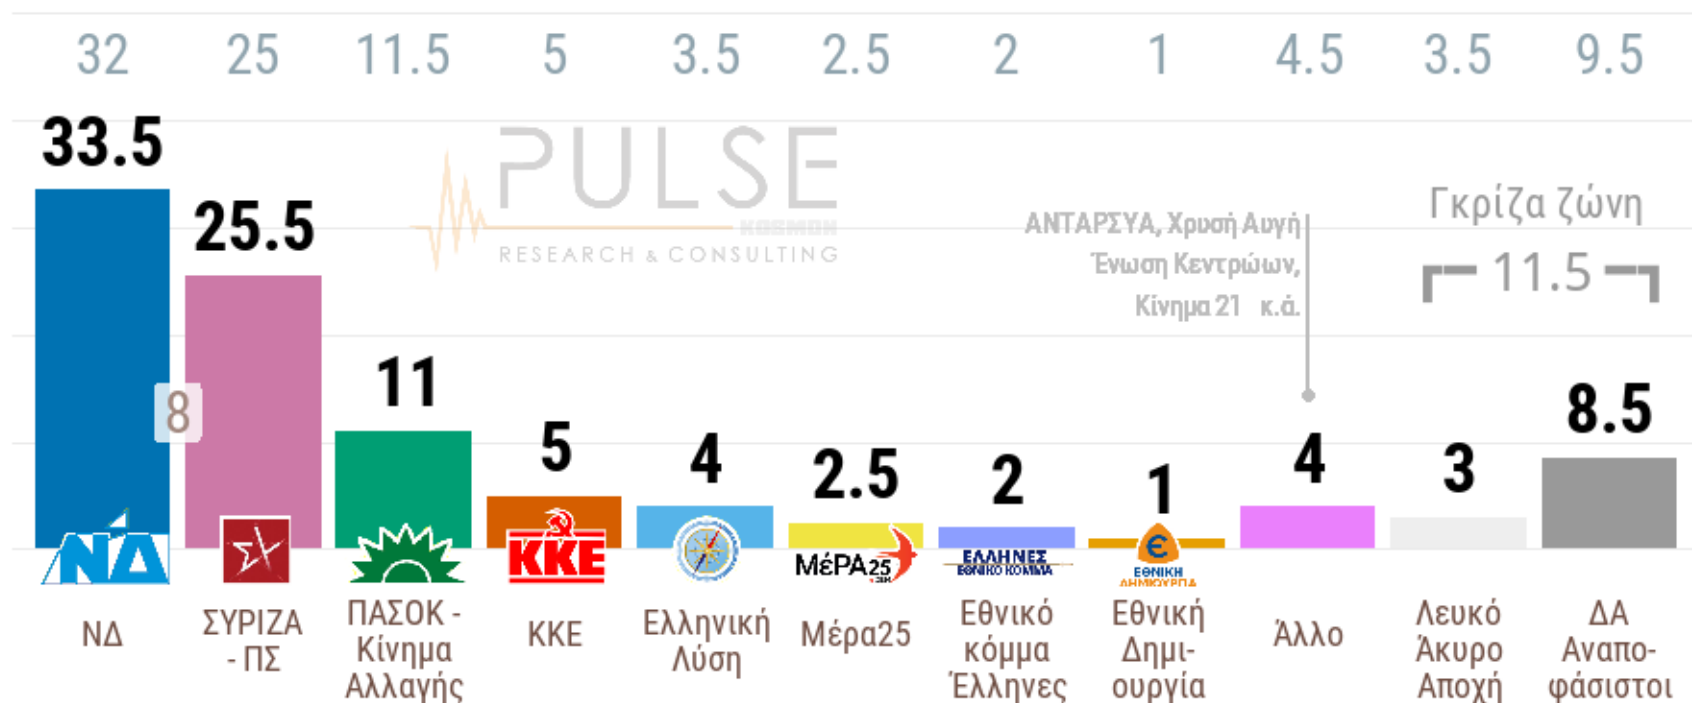 32 25 11.5 5 3.5 2.5 2 1 4.5 3.5 9.5
33.5
25.5
11
5
4
2.5
2
1
4
3
8.5
8
PULSE
KOSMON
RESEARCH & CONSULTING
ΑΝΤΑΡΣΥΑ, Χρυσή Αυγή
Ένωση Κεντρώων,
Κίνημα 21 κ.ά.
Γκρίζα ζώνη
11.5
ΝΔ
ΚΚΕ
ΜέΡΑ25
ΕΛΛΗΝΕΣ
ΕΘΝΙΚΟ ΚΟΜΜΑ
ΕΘΝΙΚΗ
ΔΗΜΙΟΥΡΓΙΑ
ΝΔ
ΣΥΡΙΖΑ
- ΠΣ
ΠΑΣΟΚ -
Κίνημα
Αλλαγής
ΚΚΕ
Ελληνική
Λύση
Μέρα25
Εθνικό
κόμμα
Έλληνες
Εθνική
Δημι-
ουργία
Άλλο
Λευκό
Άκυρο
Αποχή
ΔΑ
Αναπο-
φάσιστοι